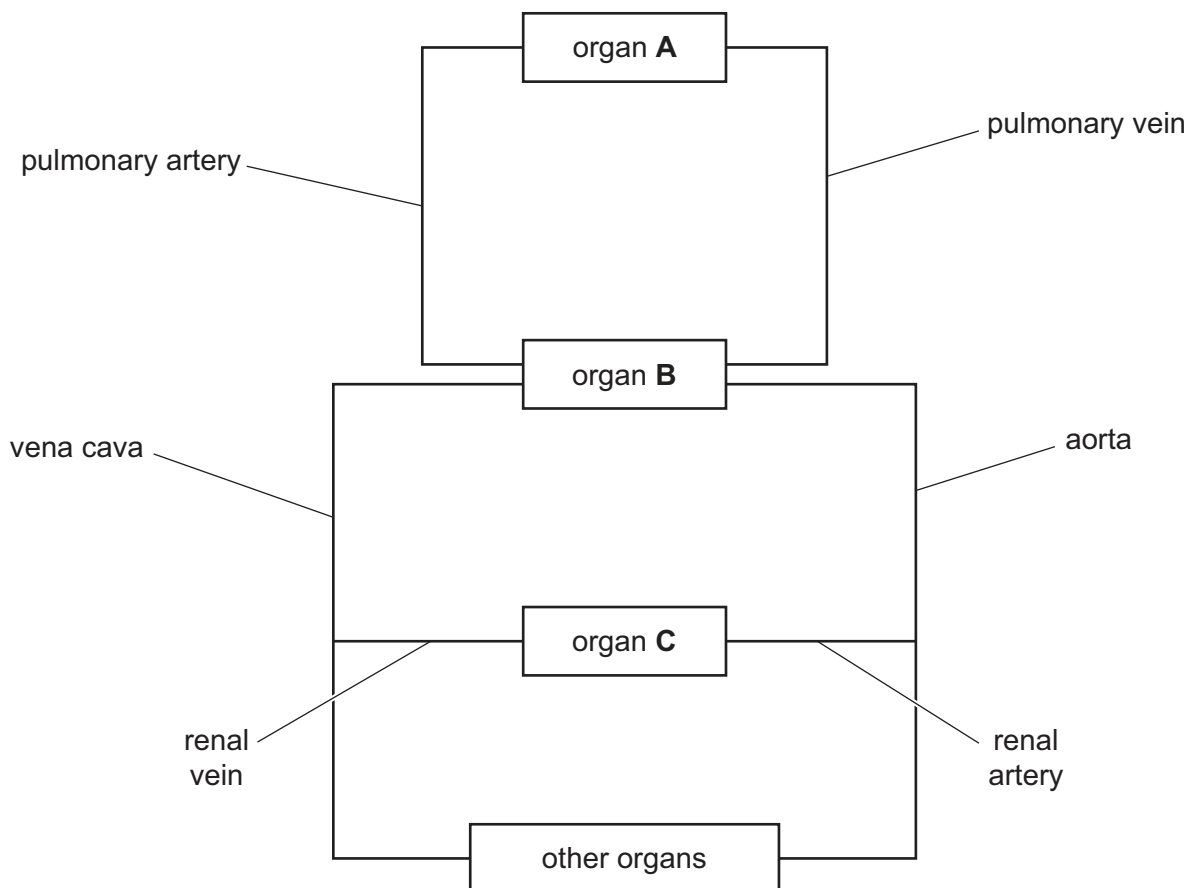 organ A
pulmonary vein
pulmonary artery
organ B
vena cava
aorta
organ C
renal
vein
renal
artery
other organs